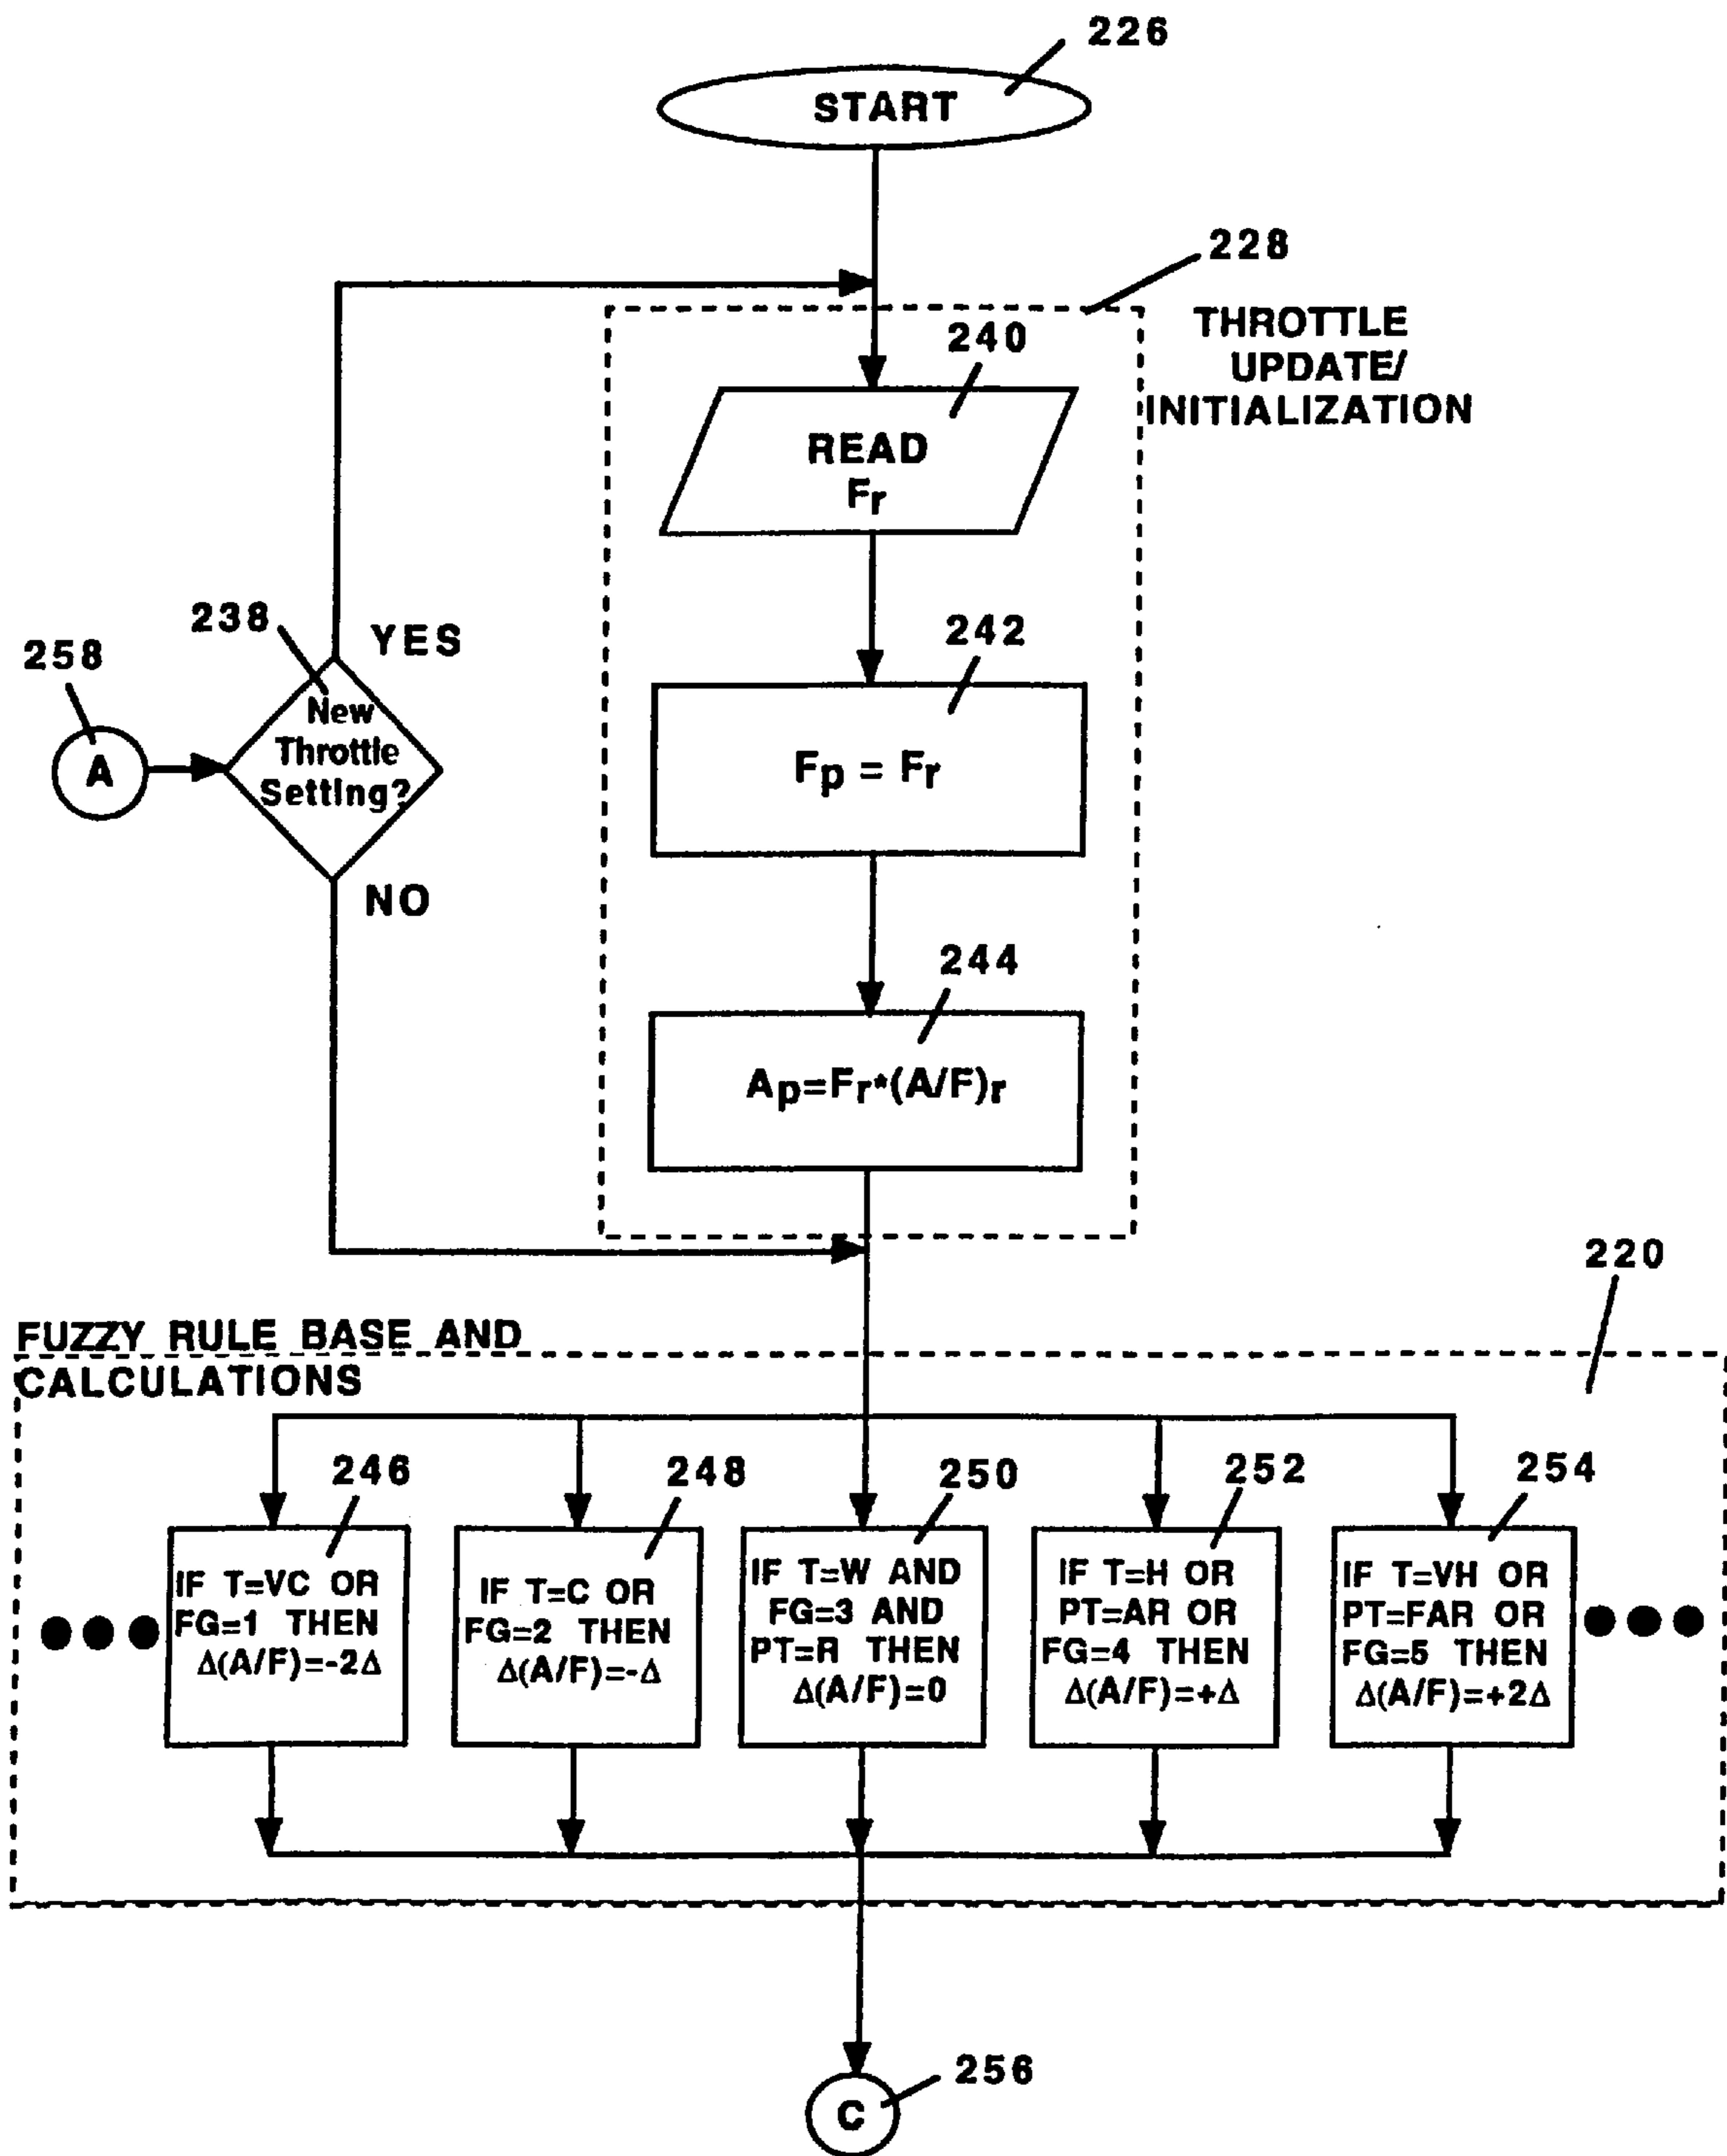 226
START
228
THROTTLE
UPDATE/
INITIALIZATION
240
READ
Fr
238
YES
258
242
New
Throttle
Setting?
A
Fp = Fr
NO
244
Ap=Fr*(A/F)r
220
FUZZY RULE BASE AND
CALCULATIONS
246
248
250
252
254
IF T=VC OR
FG=1 THEN
Δ(A/F)=-2Δ
IF T=C OR
FG=2 THEN
Δ(A/F)=-Δ
IF T=W AND
FG=3 AND
PT=R THEN
Δ(A/F)=0
IF T=H OR
PT=AR OR
FG=4 THEN
Δ(A/F)=+Δ
IF T=VH OR
PT=FAR OR
FG=5 THEN
Δ(A/F)=+2Δ
256
C